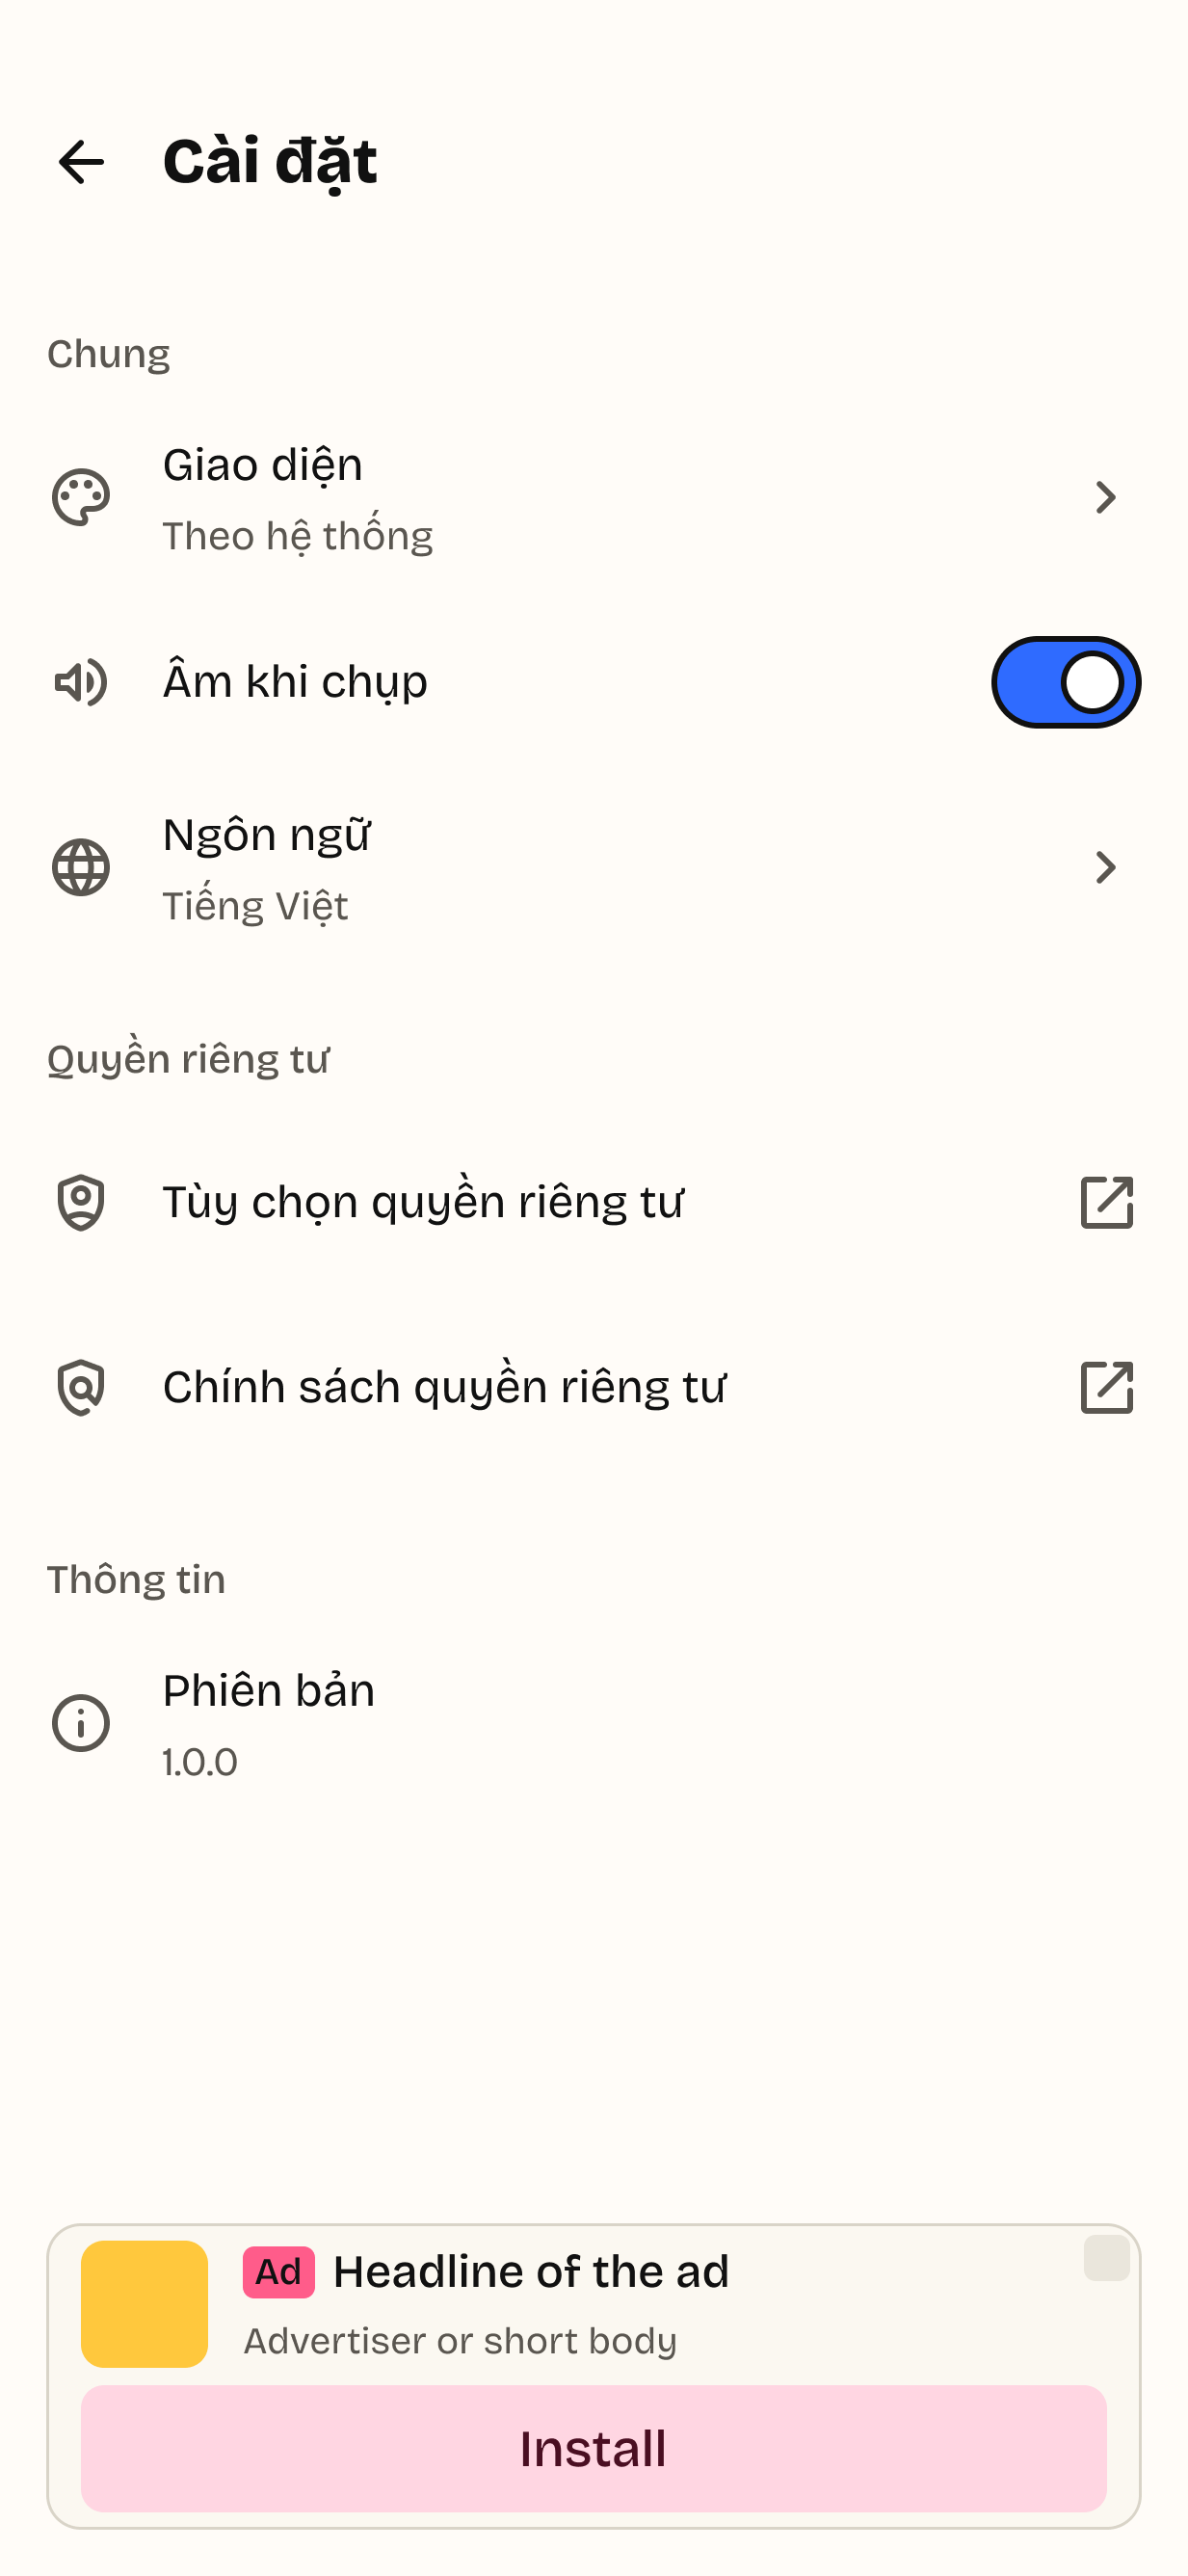 Cài đặt
Chung
Giao diện
Theo hệ thống
Âm khi chụp
Ngôn ngữ
Tiếng Việt
Quyền riêng tư
Tùy chọn quyền riêng tư
Chính sách quyền riêng tư
Thông tin
Phiên bản
1.0.0
Ad Headline of the ad
Advertiser or short body
Install